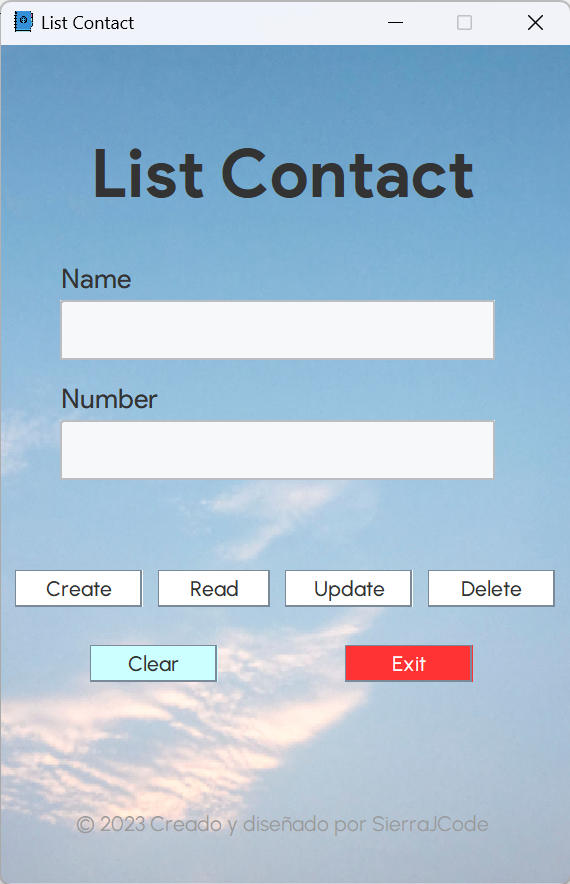 List Contact
List Contact
Name
Number
Create Read Update Delete
Clear Exit
© 2023 Creado y diseñado por SierraJCode